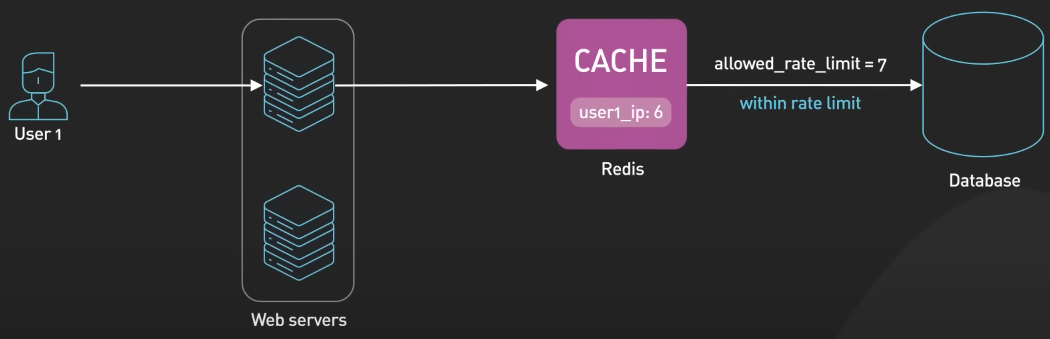 User 1
Web servers
CACHE
user1_ip: 6
Redis
allowed_rate_limit = 7
within rate limit
Database